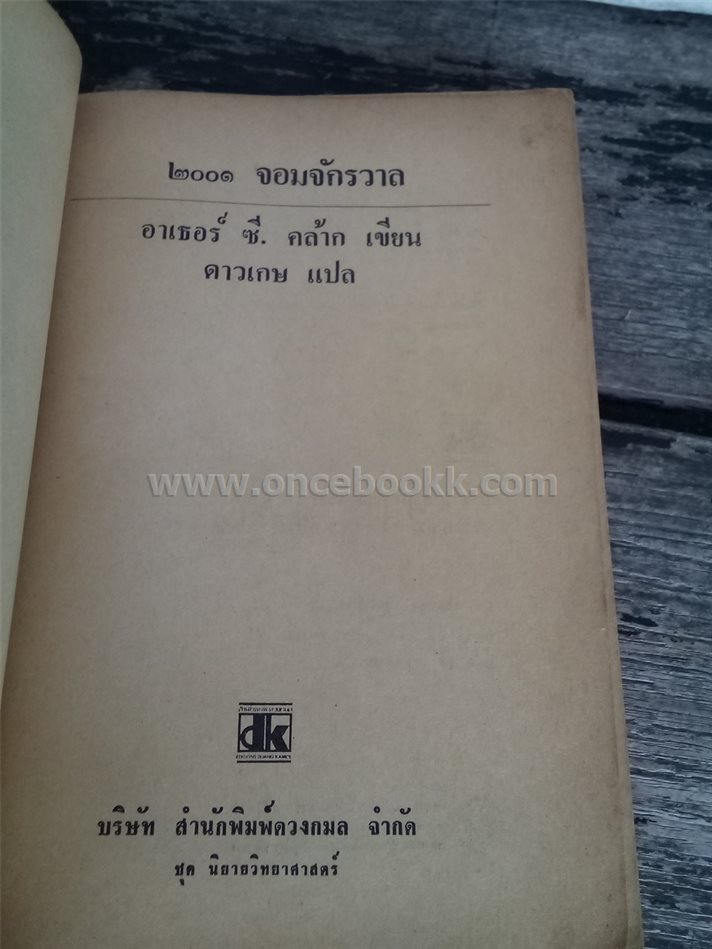 ๒๐๐๑ จอมจักรวาล
อาเธอร์ ซี. คล้าก เขียน
ดาวเกษ แปล
www.oncebookk.com
dk
บริษัท สำนักพิมพ์ดวงกมล จำกัด
ชุด นิยายวิทยาศาสตร์